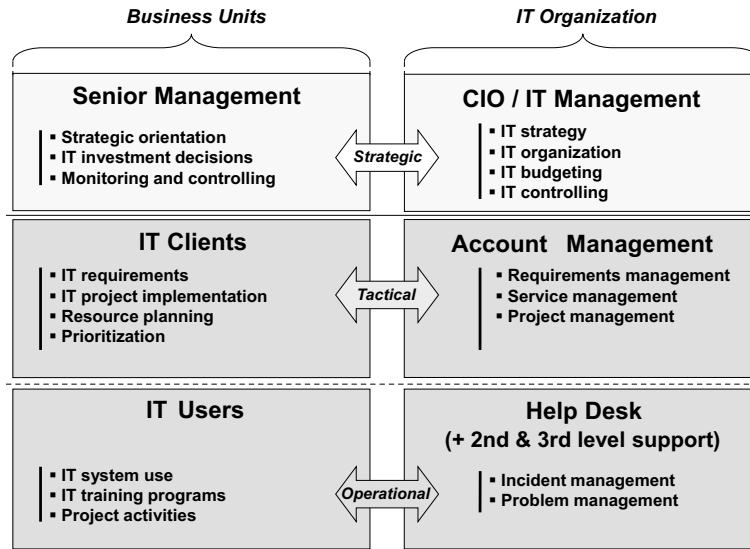 Business Units
IT Organization
Senior Management
▪ Strategic orientation
▪ IT investment decisions
▪ Monitoring and controlling
Strategic
CIO / IT Management
▪ IT strategy
▪ IT organization
▪ IT budgeting
▪ IT controlling
IT Clients
▪ IT requirements
▪ IT project implementation
▪ Resource planning
▪ Prioritization
Tactical
Account Management
▪ Requirements management
▪ Service management
▪ Project management
IT Users
▪ IT system use
▪ IT training programs
▪ Project activities
Operational
Help Desk
(+ 2nd & 3rd level support)
▪ Incident management
▪ Problem management